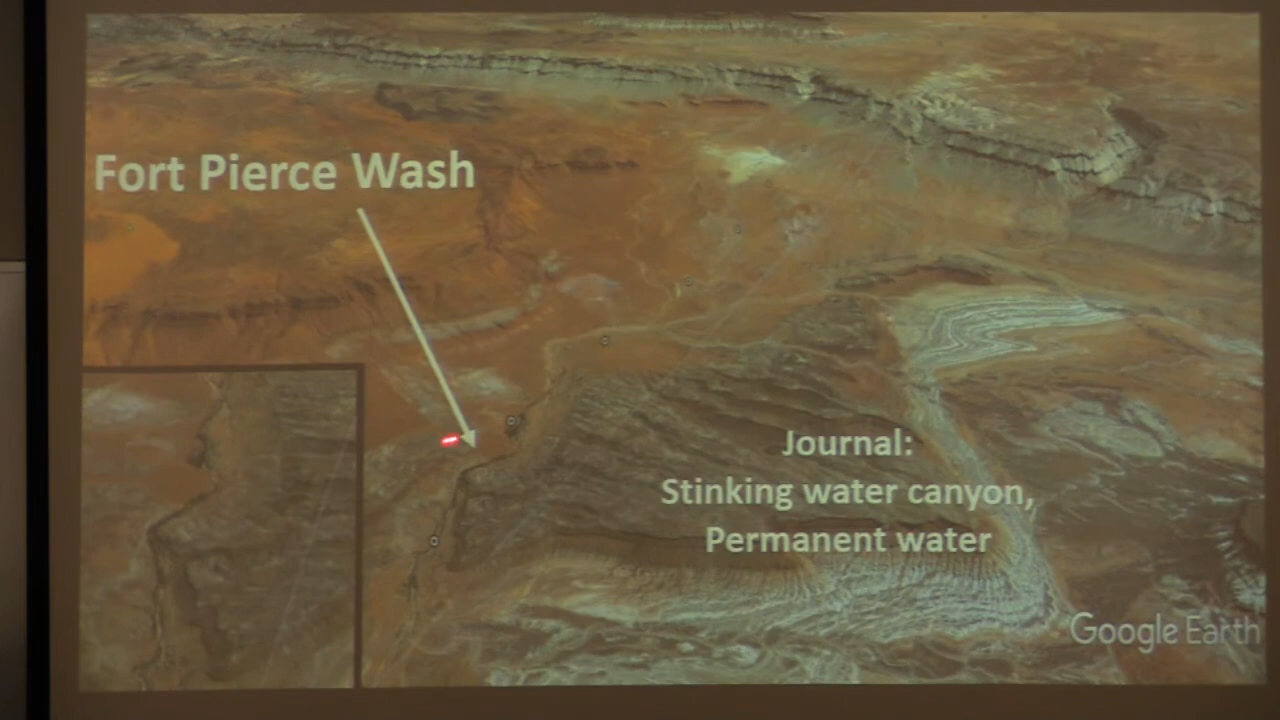 Fort Pierce Wash
Journal:
Stinking water canyon,
Permanent water
Google Earth